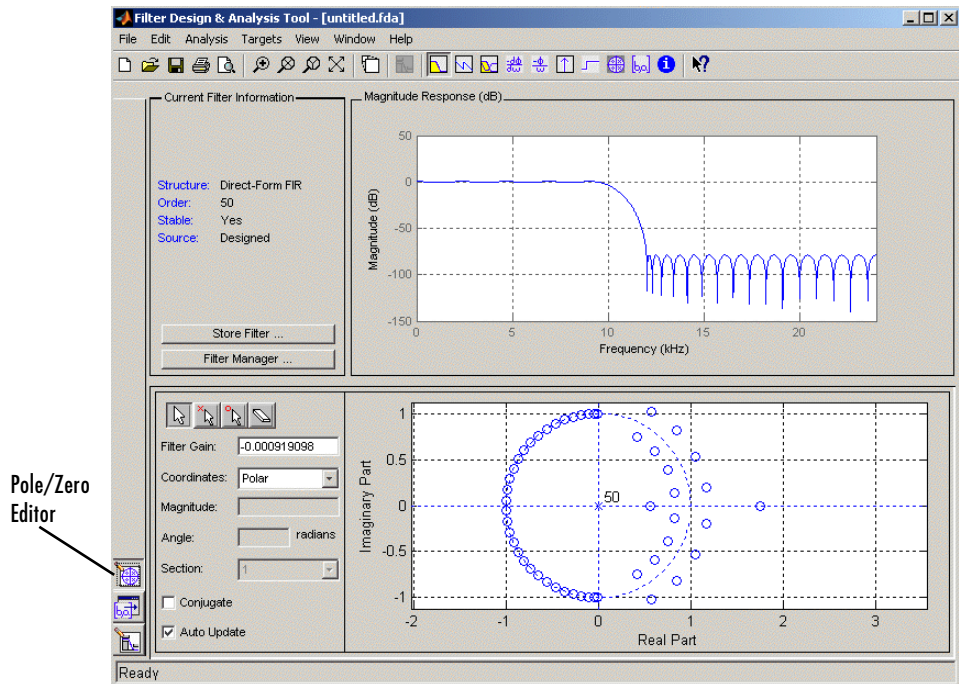 Filter Design & Analysis Tool - [untitled.fda]
File Edit Analysis Targets View Window Help
Current Filter Information
Structure: Direct-Form FIR
Order: 50
Stable: Yes
Source: Designed
Store Filter ...
Filter Manager ...
Magnitude Response (dB)
50
0
-50
-100
-150
Magnitude (dB)
0 5 10 15 20
Frequency (kHz)
Filter Gain: -0.000919098
Coordinates: Polar
Magnitude:
Angle: radians
Section: 1
Conjugate
Auto Update
1
0.5
0
-0.5
-1
Imaginary Part
50
-2 -1 0 1 2 3
Real Part
Pole/Zero
Editor
Ready